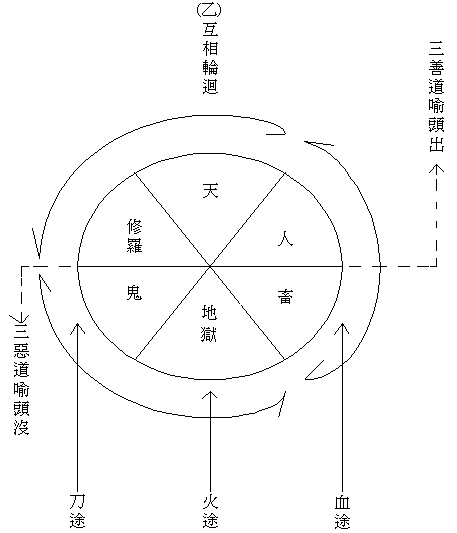 (乙)互相輪迴
三善道喻頭出
天
人
修羅
鬼
畜
地獄
三惡道喻頭沒
刀途
火途
血途